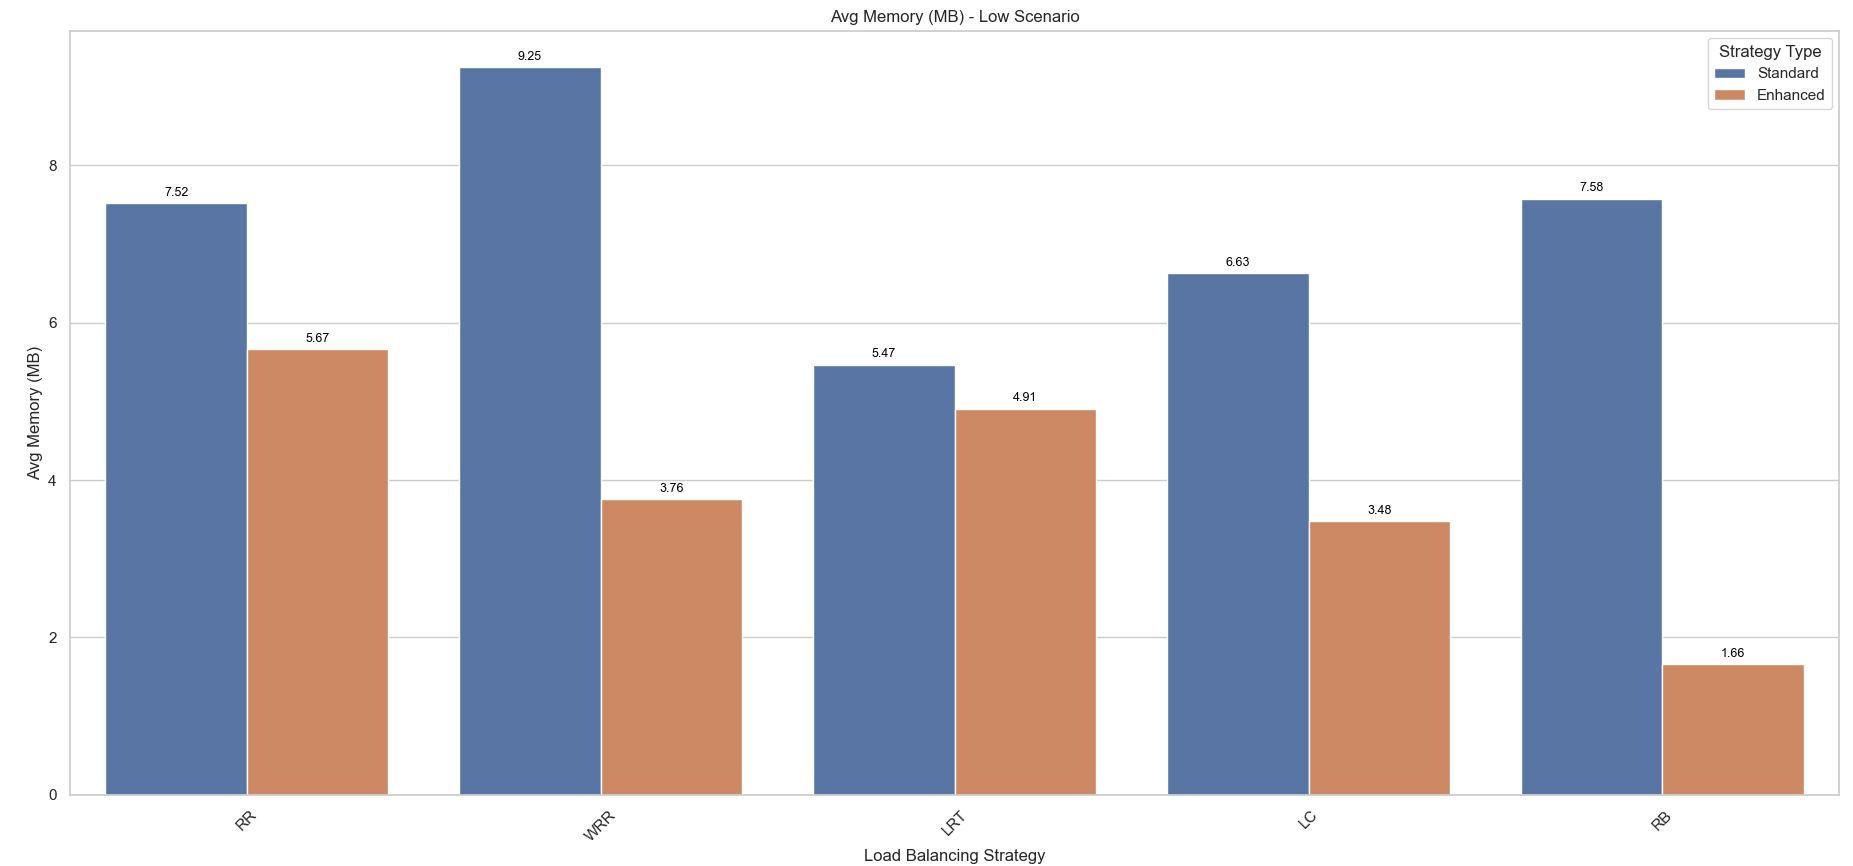 Avg Memory (MB) - Low Scenario
Strategy Type
Standard
Enhanced
Avg Memory (MB)
8
6
4
2
0
7.52
5.67
9.25
3.76
5.47
4.91
6.63
3.48
7.58
1.66
RR
WRR
LRT
LC
RB
Load Balancing Strategy